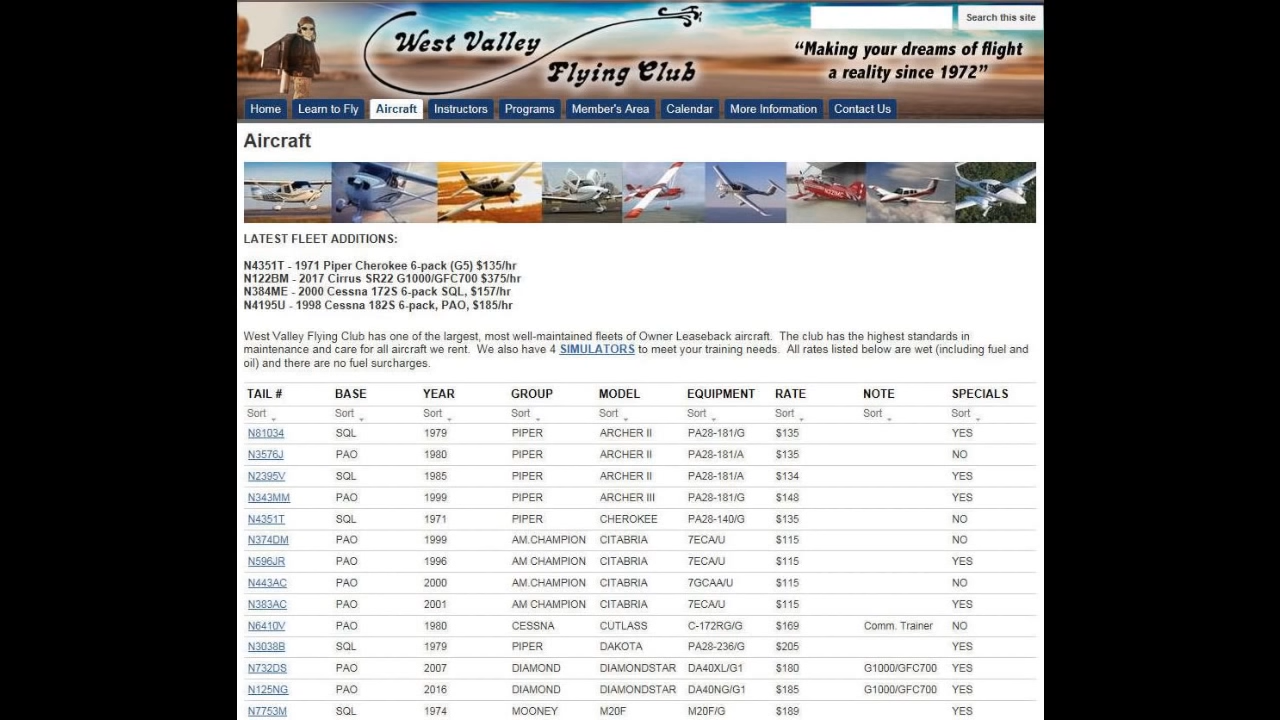 West Valley
Flying Club
Search this site
“Making your dreams of flight
a reality since 1972”
Home Learn to Fly Aircraft Instructors Programs Member's Area Calendar More Information Contact Us
Aircraft
LATEST FLEET ADDITIONS:
N4351T - 1971 Piper Cherokee 6-pack (G5) $135/hr
N122BM - 2017 Cirrus SR22 G1000/GFC700 $375/hr
N384ME - 2000 Cessna 172S 6-pack SQL, $157/hr
N4195U - 1998 Cessna 182S 6-pack, PAO, $185/hr
West Valley Flying Club has one of the largest, most well-maintained fleets of Owner Leaseback aircraft. The club has the highest standards in
maintenance and care for all aircraft we rent. We also have 4 SIMULATORS to meet your training needs. All rates listed below are wet (including fuel and
oil) and there are no fuel surcharges.
TAIL # BASE YEAR GROUP MODEL EQUIPMENT RATE NOTE SPECIALS
Sort Sort Sort Sort Sort Sort Sort Sort Sort
N81034 SQL 1979 PIPER ARCHER II PA28-181/G $135 YES
N3576J PAO 1980 PIPER ARCHER II PA28-181/A $135 NO
N2395V SQL 1985 PIPER ARCHER II PA28-181/A $134 YES
N343MM PAO 1999 PIPER ARCHER III PA28-181/G $148 YES
N4351T SQL 1971 PIPER CHEROKEE PA28-140/G $135 NO
N374DM PAO 1999 AM.CHAMPION CITABRIA 7ECA/U $115 NO
N596JR PAO 1996 AM CHAMPION CITABRIA 7ECA/U $115 YES
N443AC PAO 2000 AM.CHAMPION CITABRIA 7GCAA/U $115 NO
N383AC PAO 2001 AM CHAMPION CITABRIA 7ECA/U $115 YES
N6410V PAO 1980 CESSNA CUTLASS C-172RG/G $169 Comm. Trainer NO
N3038B SQL 1979 PIPER DAKOTA PA28-236/G $205 YES
N732DS PAO 2007 DIAMOND DIAMONDSTAR DA40XL/G1 $180 G1000/GFC700 YES
N125NG PAO 2016 DIAMOND DIAMONDSTAR DA40NG/G1 $185 G1000/GFC700 YES
N7753M SQL 1974 MOONEY M20F M20F/G $189 YES